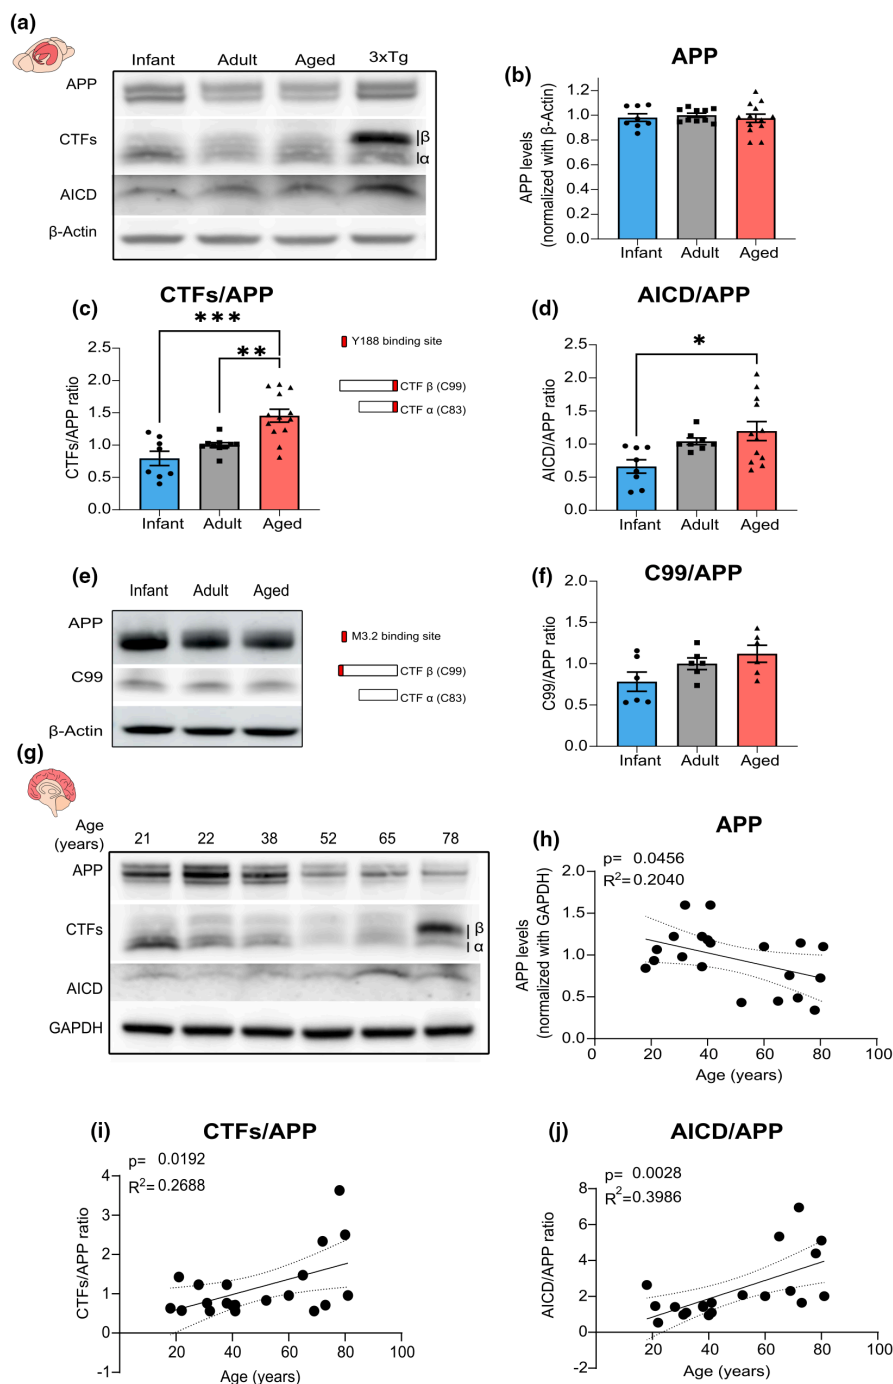 (a)
Infant Adult Aged 3xTg
APP
CTFs
β
α
AICD
β-Actin
(b)
APP
APP levels
(normalized with β-Actin)
1.2
1.0
0.8
0.6
0.4
0.2
0.0
Infant Adult Aged
(c)
CTFs/APP
***
**
CTFs/APP ratio
2.5
2.0
1.5
1.0
0.5
0.0
Infant Adult Aged
Y188 binding site
CTF β (C99)
CTF α (C83)
(d)
AICD/APP
*
AICD/APP ratio
2.5
2.0
1.5
1.0
0.5
0.0
Infant Adult Aged
(e)
Infant Adult Aged
APP
C99
β-Actin
M3.2 binding site
CTF β (C99)
CTF α (C83)
(f)
C99/APP
C99/APP ratio
2.0
1.5
1.0
0.5
0.0
Infant Adult Aged
(g)
Age
(years)
21 22 38 52 65 78
APP
CTFs
β
α
AICD
GAPDH
(h)
APP
p= 0.0456
R²=0.2040
APP levels
(normalized with GAPDH)
2.0
1.5
1.0
0.5
0.0
0 20 40 60 80 100
Age (years)
(i)
CTFs/APP
p= 0.0192
R²=0.2688
CTFs/APP ratio
4
3
2
1
0
-1
20 40 60 80 100
Age (years)
(j)
AICD/APP
p= 0.0028
R²=0.3986
AICD/APP ratio
8
6
4
2
0
-2
20 40 60 80 100
Age (years)